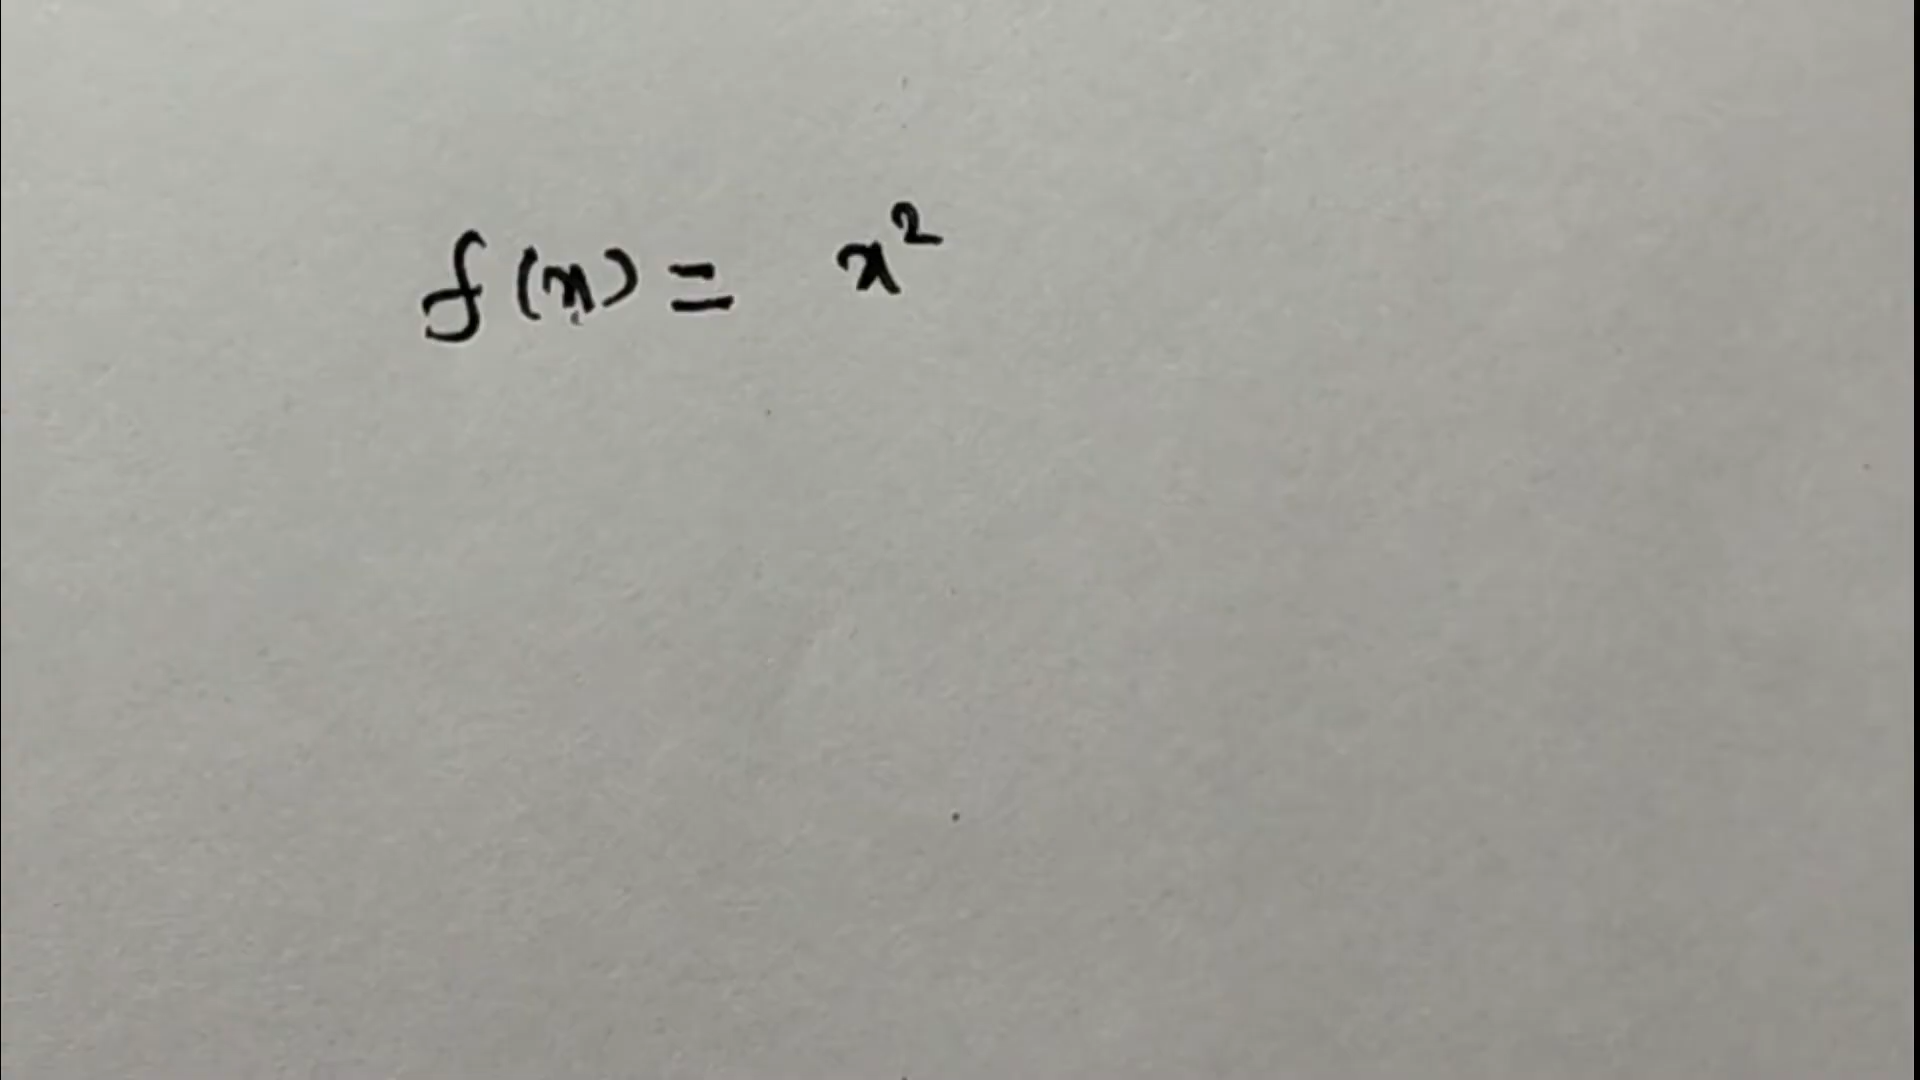 f(x) = x²